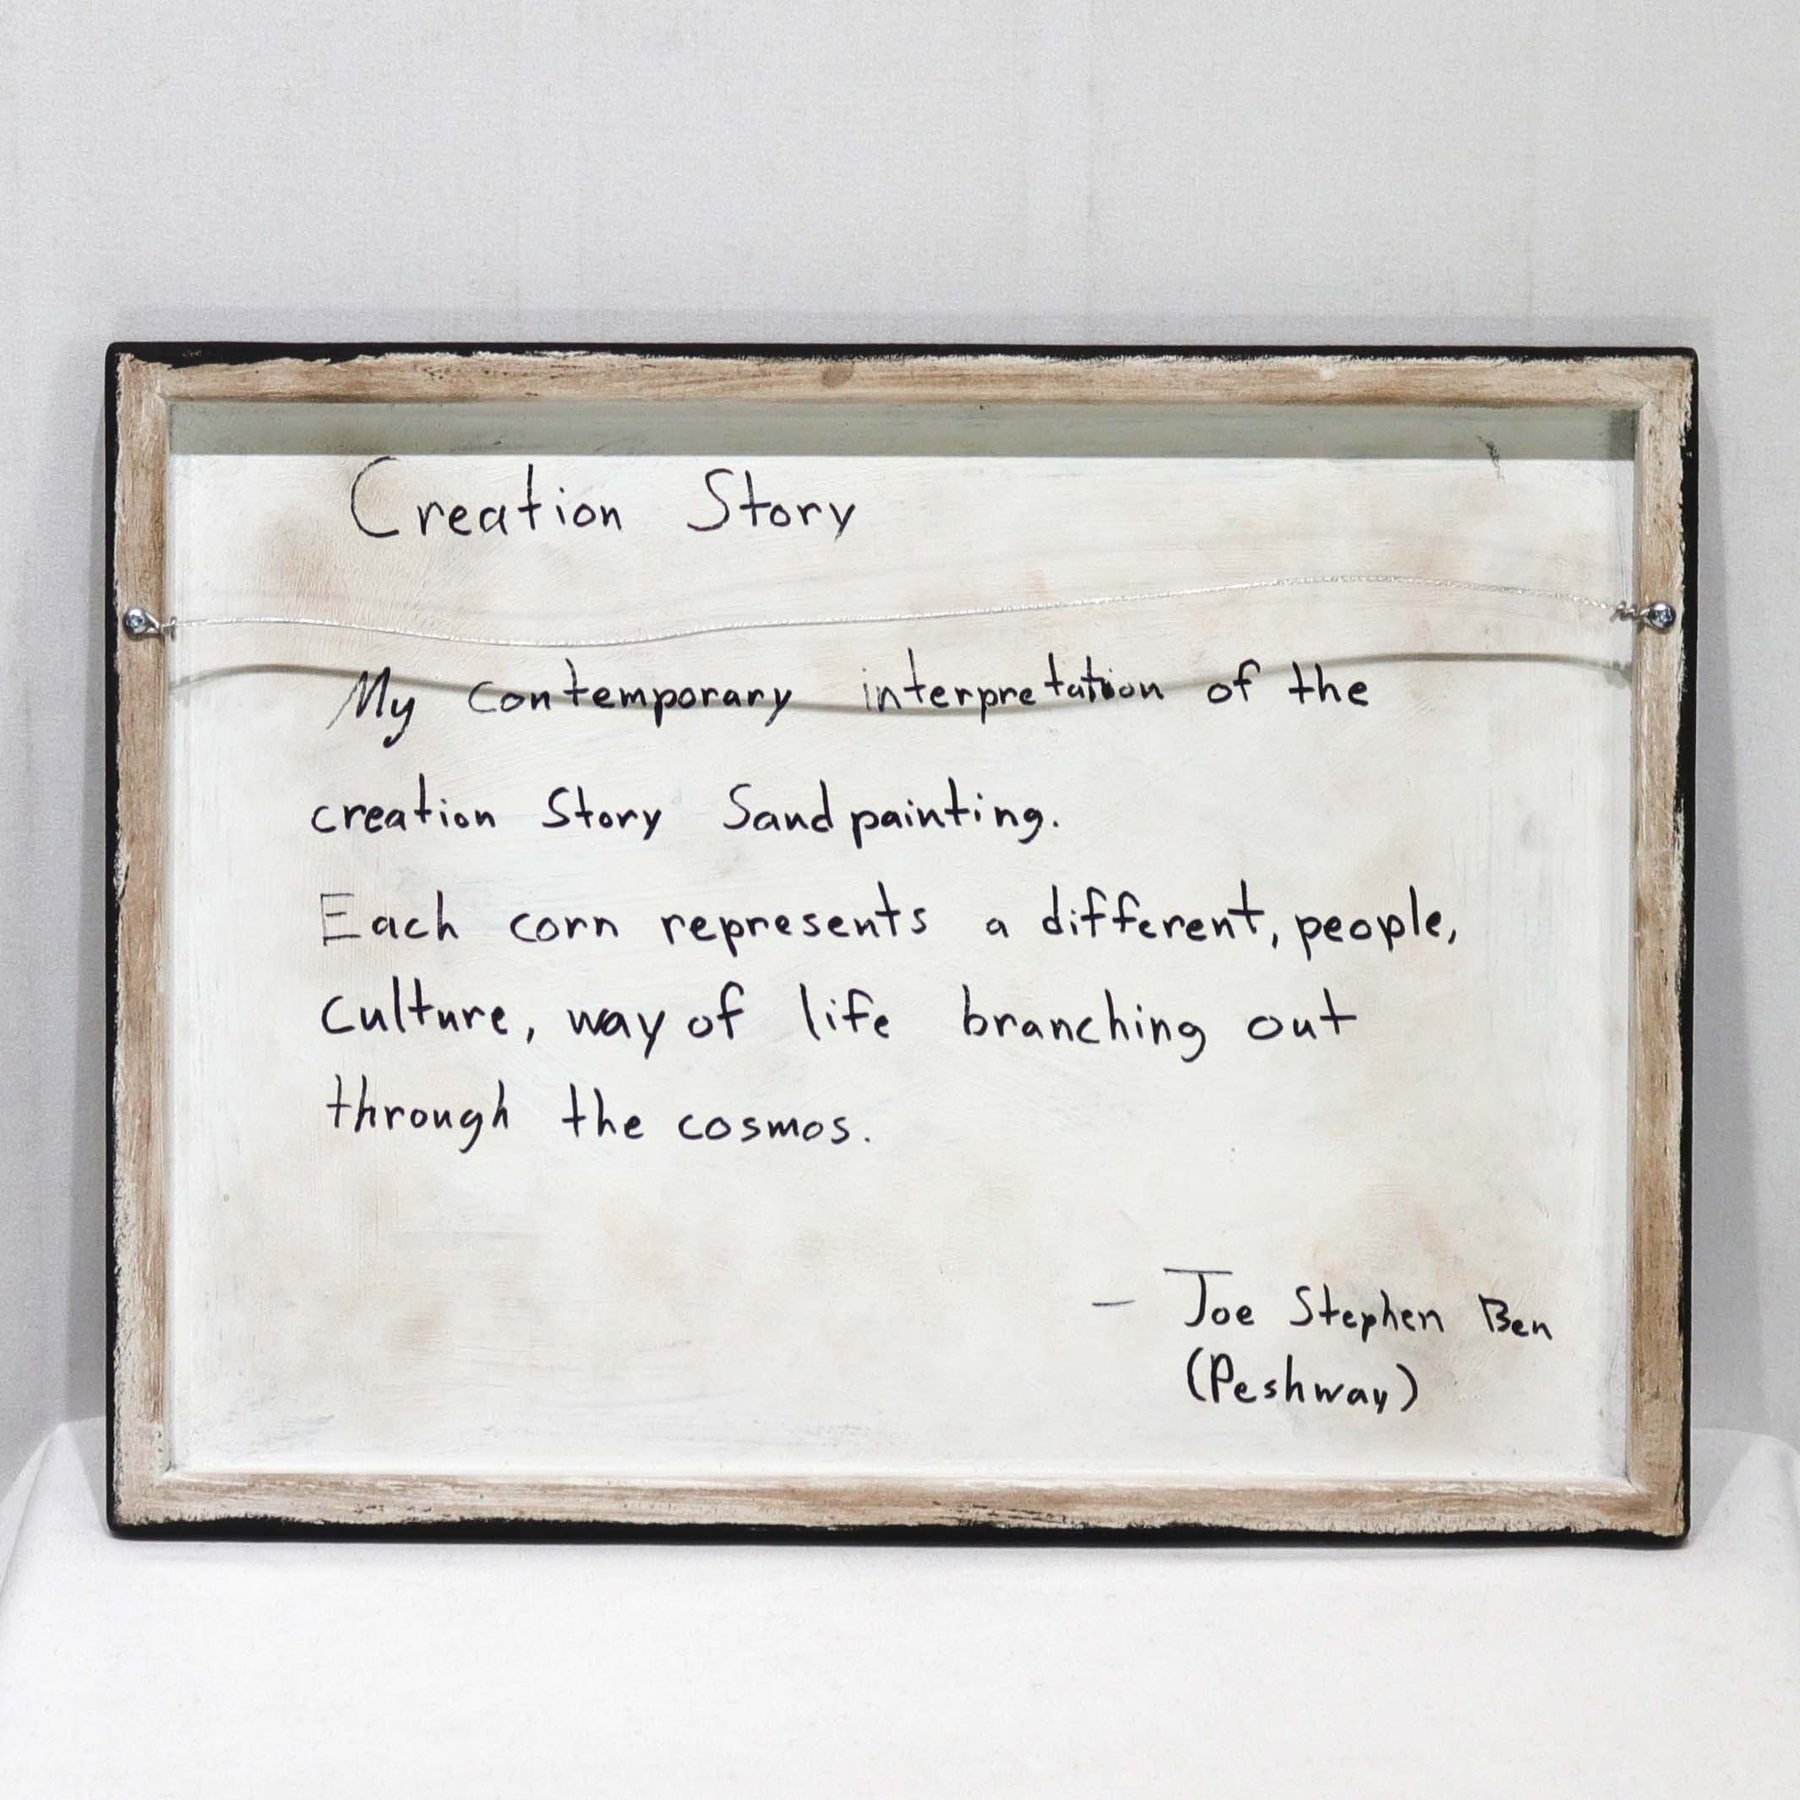 Creation Story
My contemporary interpretation of the
creation Story Sandpainting.
Each corn represents a different, people,
culture, way of life branching out
through the cosmos.
- Joe Stephen Ben
(Peshway)